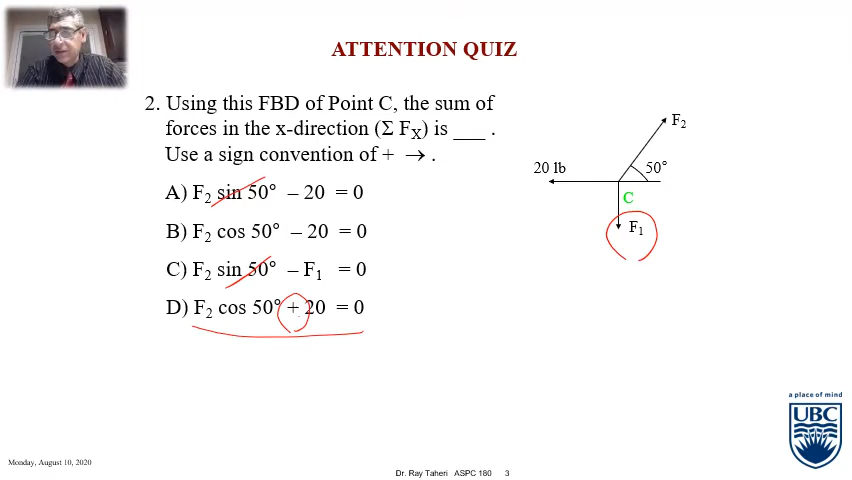 ATTENTION QUIZ
2. Using this FBD of Point C, the sum of
forces in the x-direction (Σ F_X) is ___ .
Use a sign convention of + → .
A) F₂ sin 50° – 20 = 0
B) F₂ cos 50° – 20 = 0
C) F₂ sin 50° – F₁ = 0
D) F₂ cos 50° + 20 = 0
F₂
20 lb
50°
C
F₁
a place of mind
UBC
Monday, August 10, 2020
Dr. Ray Taheri ASPC 180 3